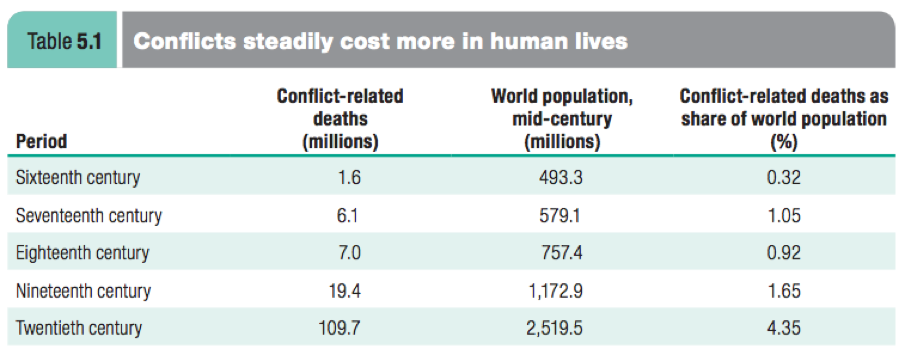 Table 5.1 Conflicts steadily cost more in human lives
Period Conflict-related deaths (millions) World population, mid-century (millions) Conflict-related deaths as share of world population (%)
Sixteenth century 1.6 493.3 0.32
Seventeenth century 6.1 579.1 1.05
Eighteenth century 7.0 757.4 0.92
Nineteenth century 19.4 1,172.9 1.65
Twentieth century 109.7 2,519.5 4.35